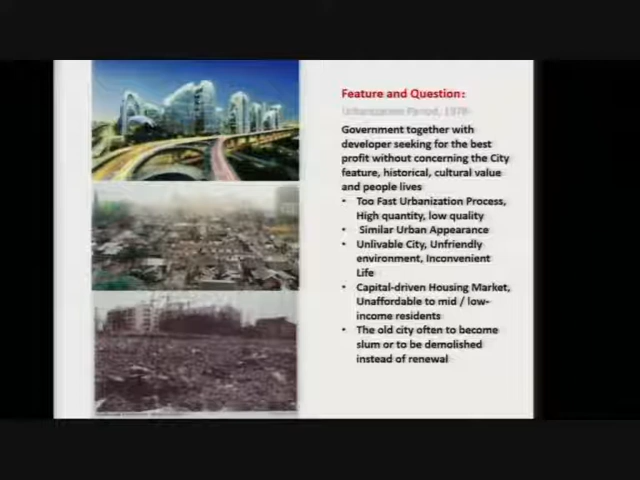 Feature and Question:
Urbanization Period, 1978-
Government together with
developer seeking for the best
profit without concerning the City
feature, historical, cultural value
and people lives
• Too Fast Urbanization Process,
High quantity, low quality
• Similar Urban Appearance
• Unlivable City, Unfriendly
environment, Inconvenient
Life
• Capital-driven Housing Market,
Unaffordable to mid / low-
income residents
• The old city often to become
slum or to be demolished
instead of renewal